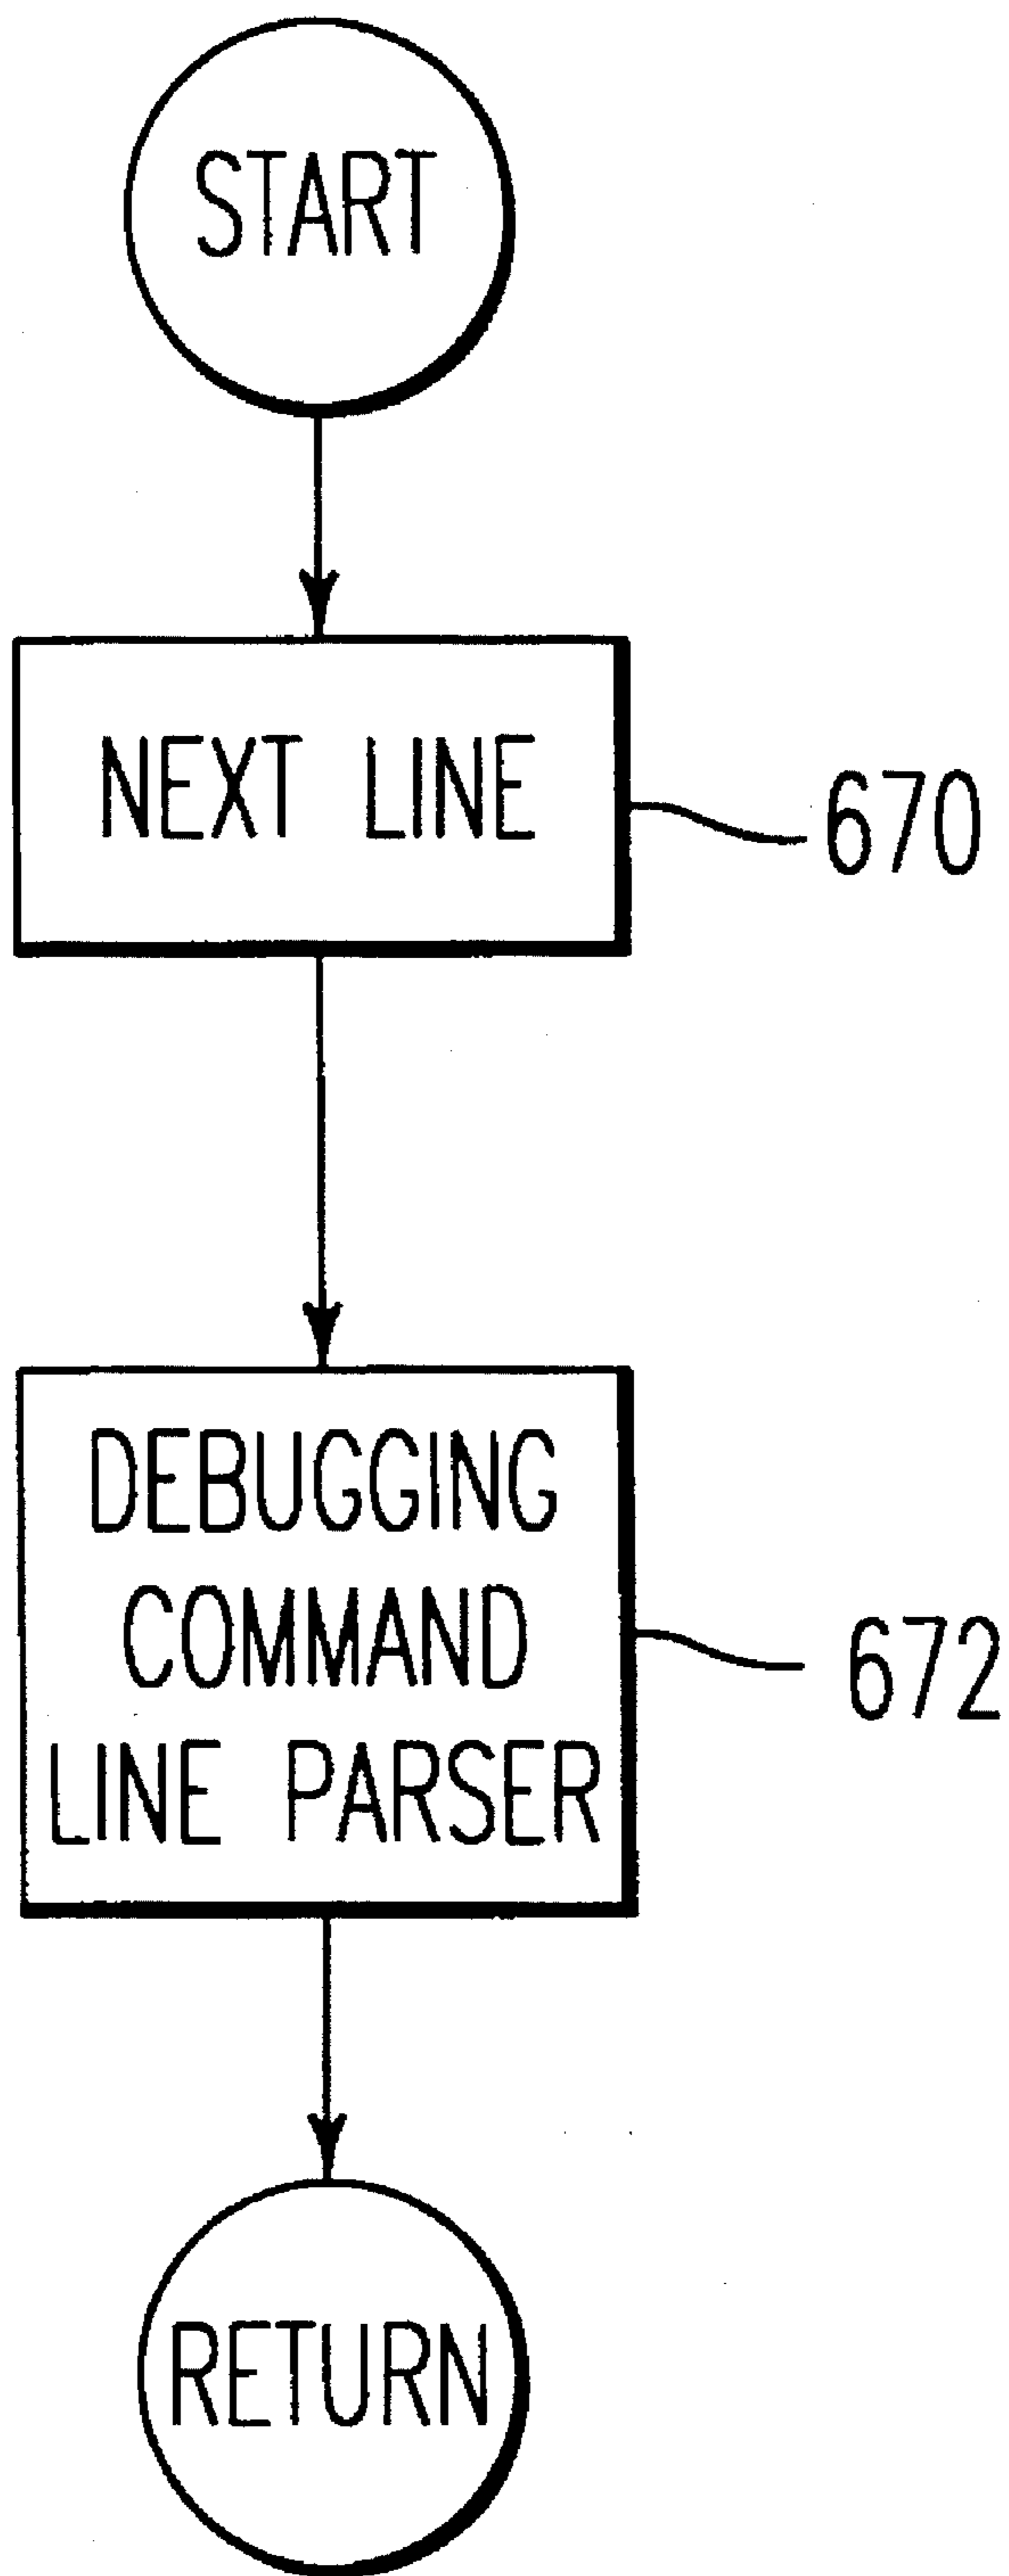 START
NEXT LINE
670
DEBUGGING
COMMAND
LINE PARSER
672
RETURN